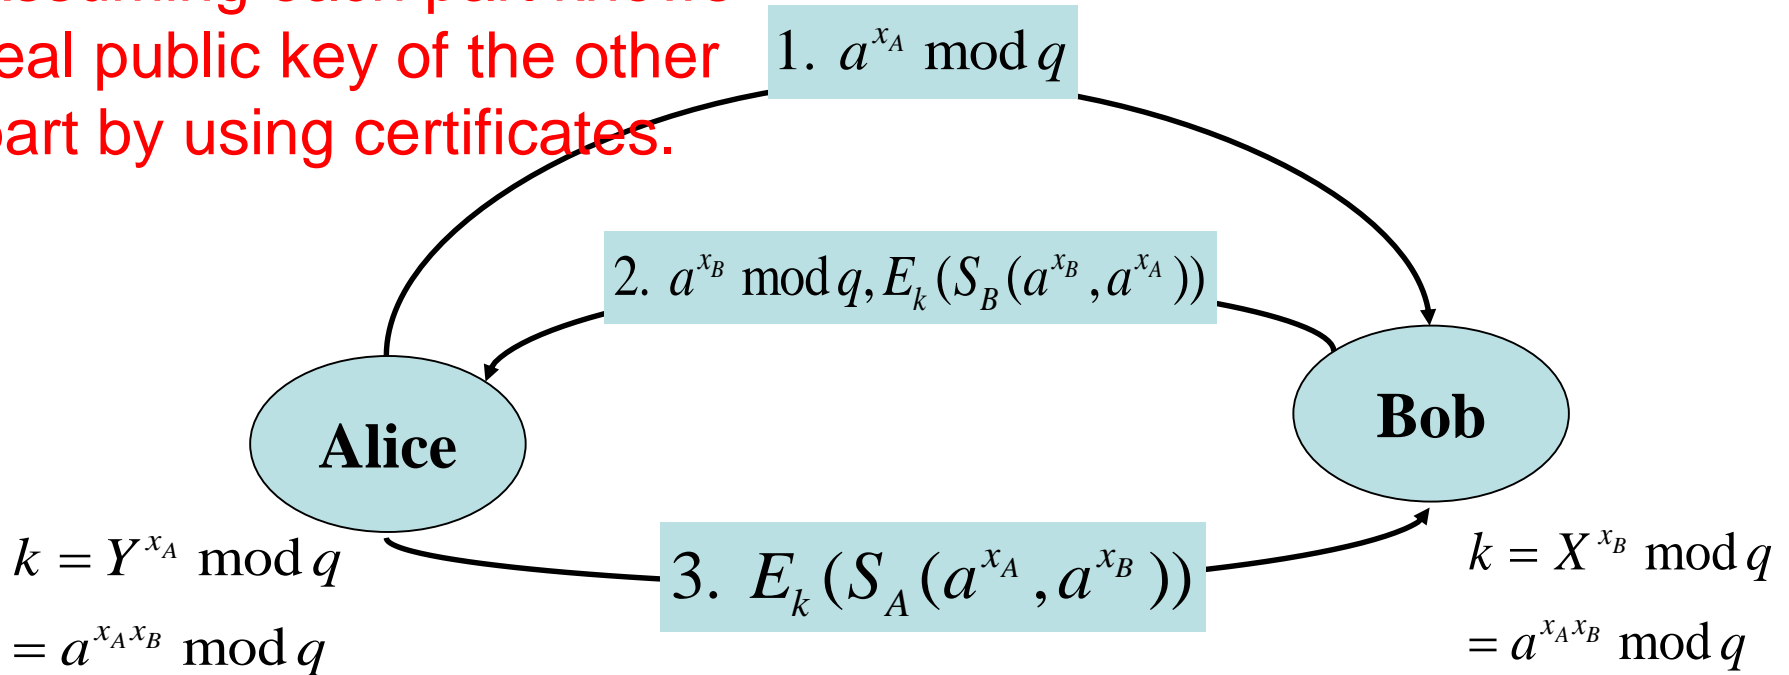 eal public key of the other
art by using certificates.
1. a^{x_A} mod q
2. a^{x_B} mod q, E_k(S_B(a^{x_B}, a^{x_A}))
Alice
Bob
3. E_k(S_A(a^{x_A}, a^{x_B}))
k = Y^{x_A} mod q
= a^{x_A x_B} mod q
k = X^{x_B} mod q
= a^{x_A x_B} mod q